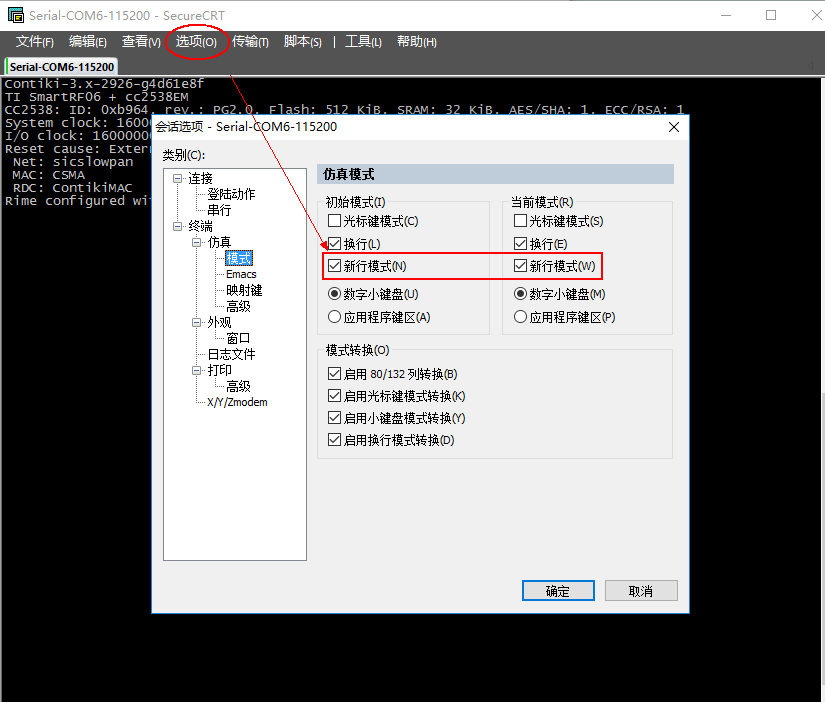 Serial-COM6-115200 - SecureCRT
文件(F) 编辑(E) 查看(V) 选项(O) 传输(T) 脚本(S) | 工具(L) 帮助(H)
Serial-COM6-115200
Contiki-3.x-2926-g4d61e8f
TI SmartRF06 + cc2538EM
CC2538: ID: 0xb964, rev.: PG2.0, Flash: 512 KiB, SRAM: 32 KiB, AES/SHA: 1, ECC/RSA: 1
System clock: 16000
I/O clock: 16000000
Reset cause: Exter
Net: sicslowpan
MAC: CSMA
RDC: ContikiMAC
Rime configured wi
会话选项 - Serial-COM6-115200
类别(C):
连接
登陆动作
串行
终端
仿真
模式
Emacs
映射键
高级
外观
窗口
日志文件
打印
高级
X/Y/Zmodem
仿真模式
初始模式(I)
光标键模式(C)
换行(L)
新行模式(N)
数字小键盘(U)
应用程序键区(A)
当前模式(R)
光标键模式(S)
换行(E)
新行模式(W)
数字小键盘(M)
应用程序键区(P)
模式转换(O)
启用 80/132 列转换(B)
启用光标键模式转换(K)
启用小键盘模式转换(Y)
启用换行模式转换(D)
确定
取消